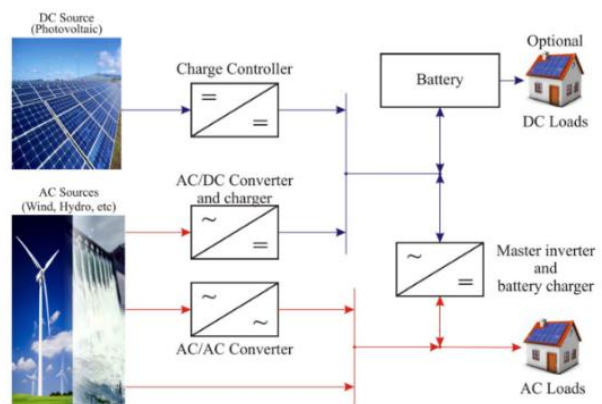 DC Source
(Photovoltaic)
Charge Controller
=
=
Battery
Optional
DC Loads
AC Sources
(Wind, Hydro, etc)
AC/DC Converter
and charger
~
=
~
=
Master inverter
and
battery charger
~
~
AC/AC Converter
AC Loads